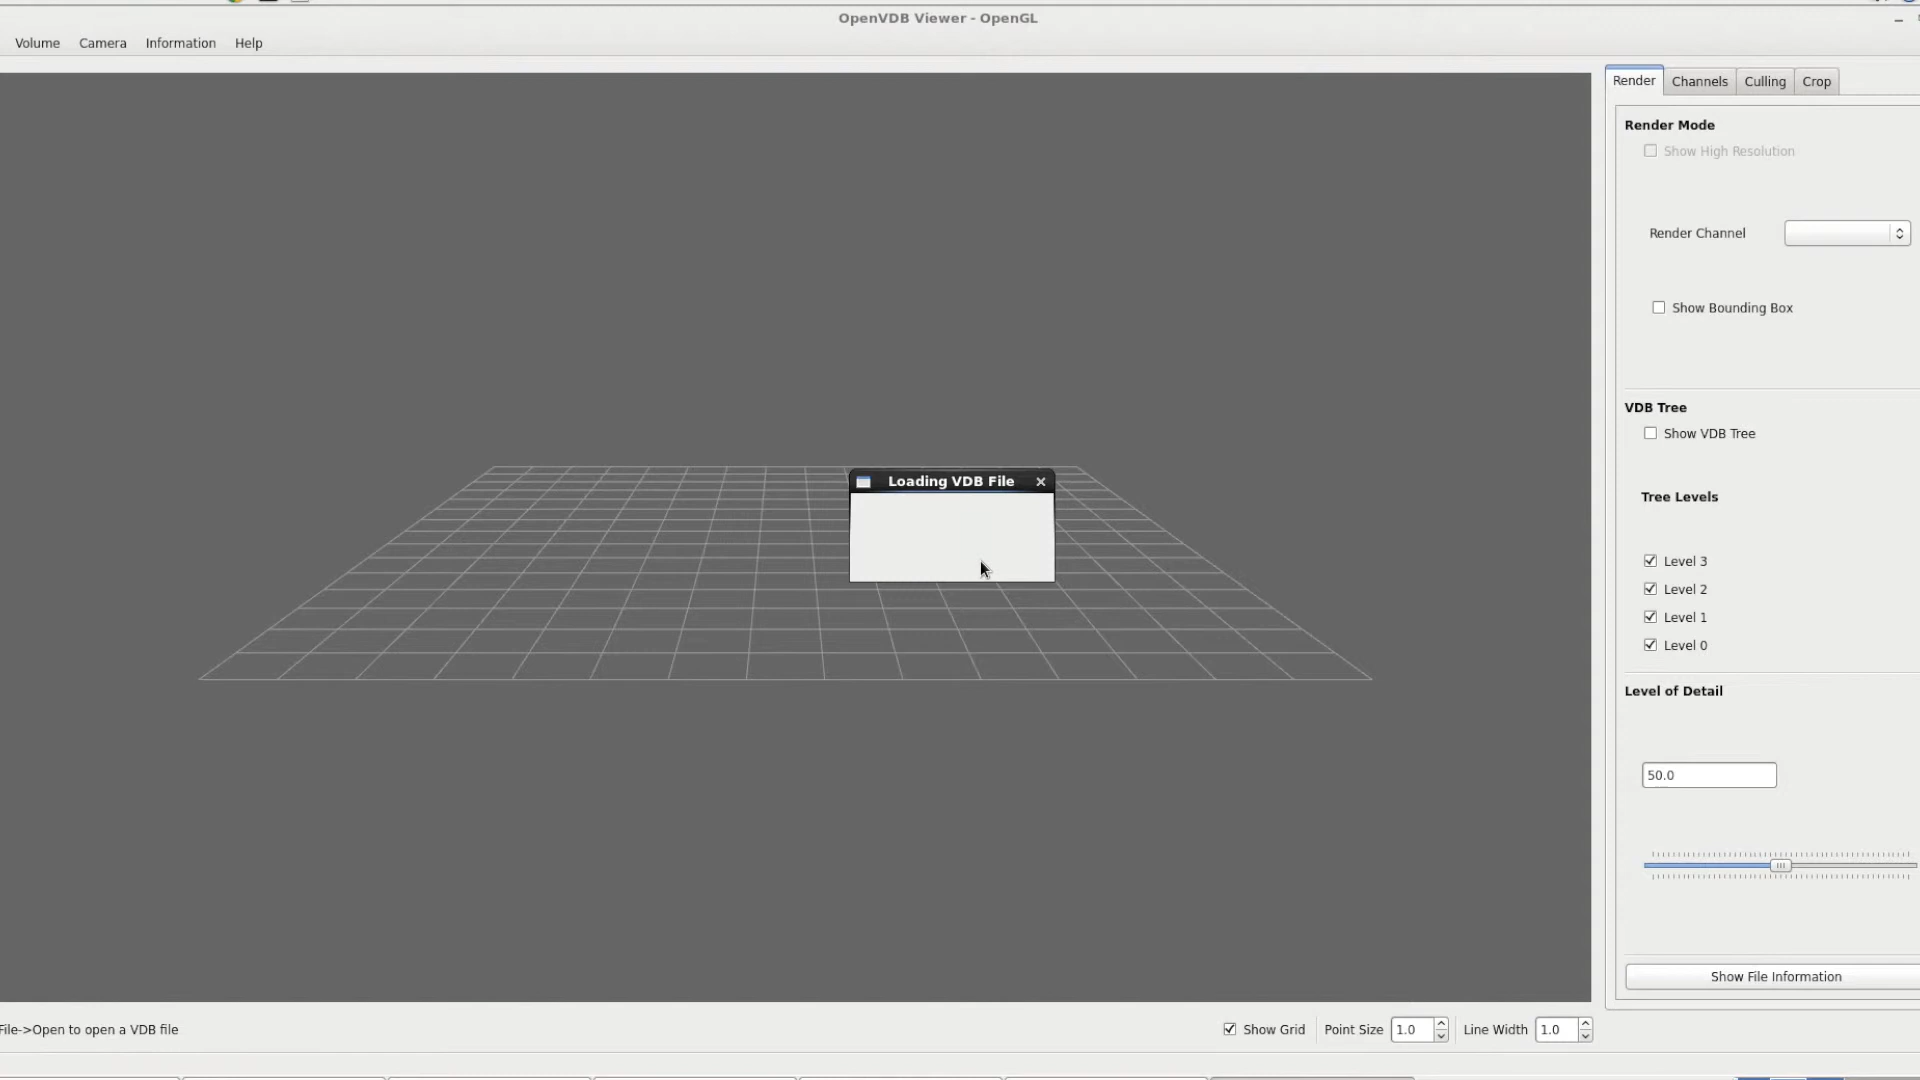 OpenVDB Viewer - OpenGL
Volume Camera Information Help
Render Channels Culling Crop
Render Mode
Show High Resolution
Render Channel
Show Bounding Box
VDB Tree
Show VDB Tree
Loading VDB File
Tree Levels
Level 3
Level 2
Level 1
Level 0
Level of Detail
50.0
Show File Information
File->Open to open a VDB file
Show Grid Point Size 1.0 Line Width 1.0